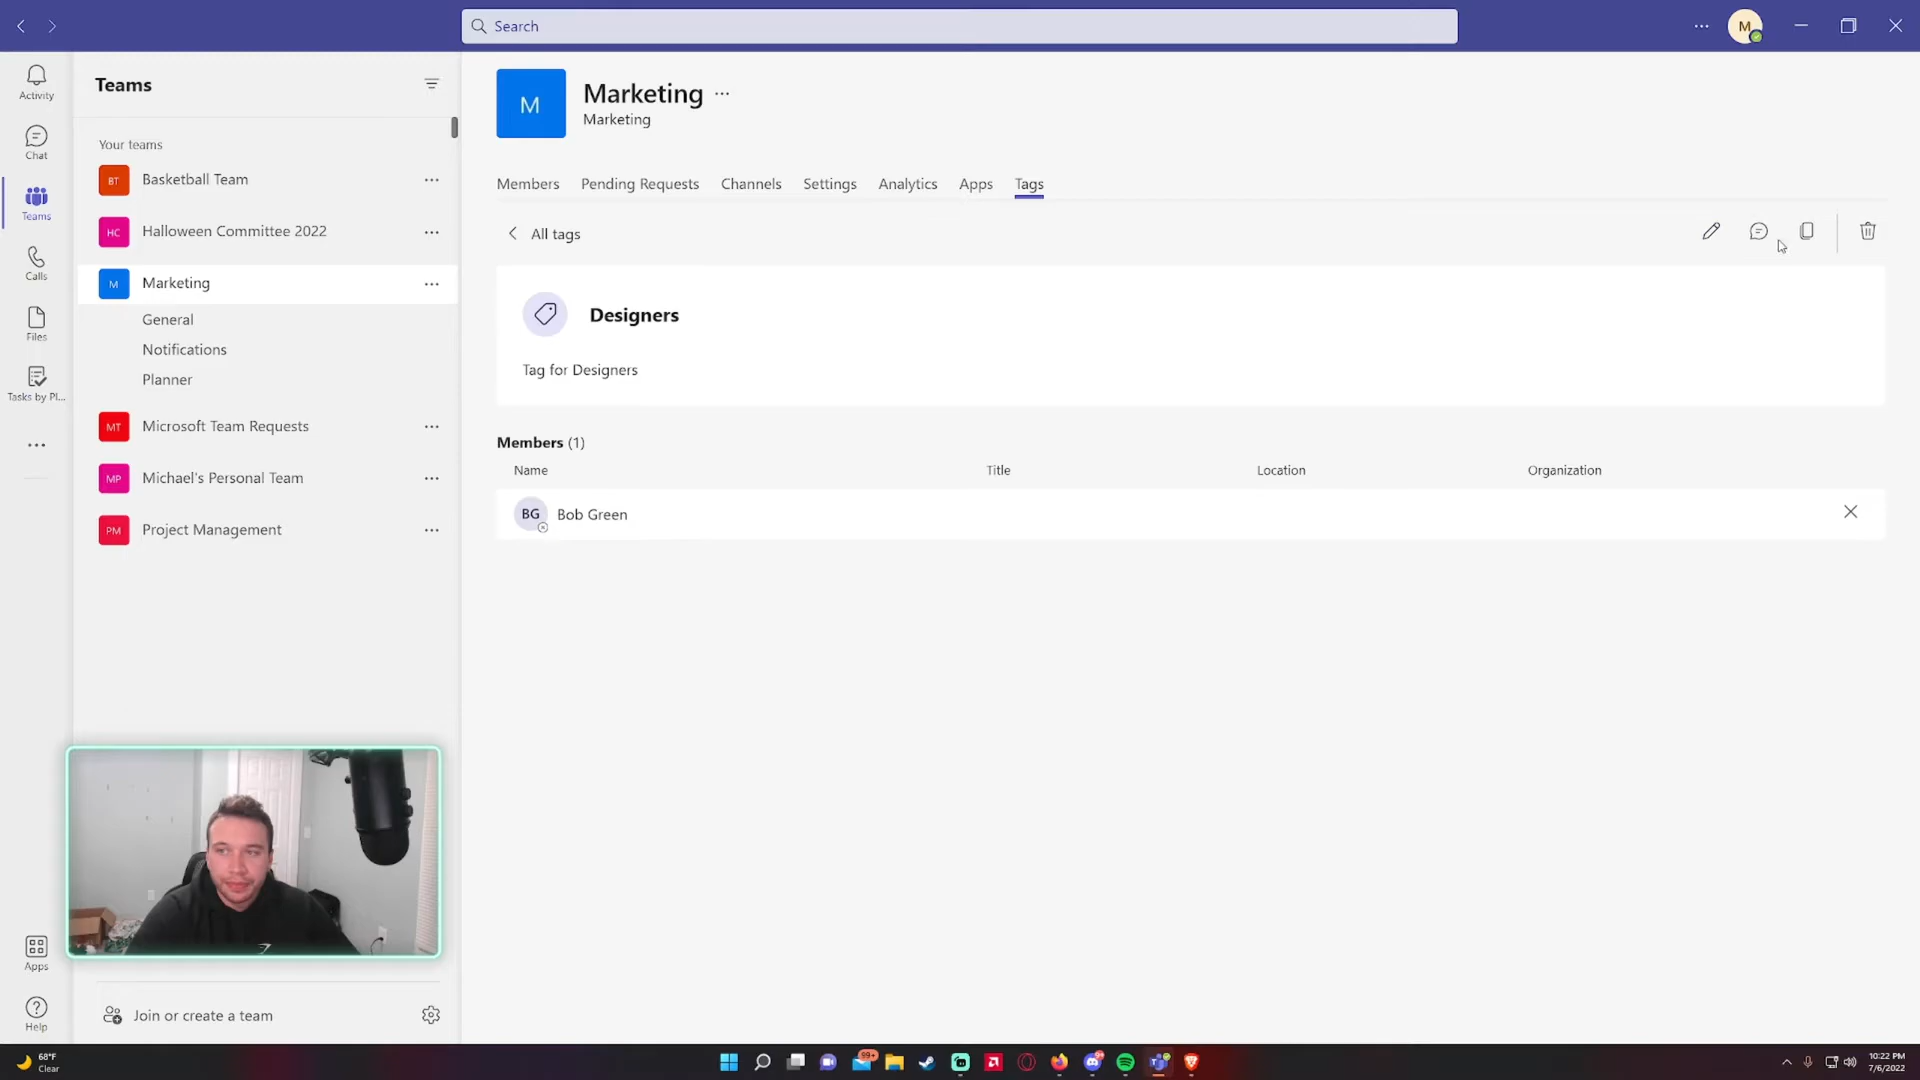 Search
M
Activity
Chat
Teams
Calls
Files
Tasks by Pl...
Apps
Help
Teams
Your teams
BT Basketball Team
HC Halloween Committee 2022
M Marketing
General
Notifications
Planner
MT Microsoft Team Requests
MP Michael's Personal Team
PM Project Management
Join or create a team
M
Marketing
Marketing
Members Pending Requests Channels Settings Analytics Apps Tags
All tags
Designers
Tag for Designers
Members (1)
Name Title Location Organization
BG Bob Green
68°F
Clear
99+
10:22 PM
7/6/2022